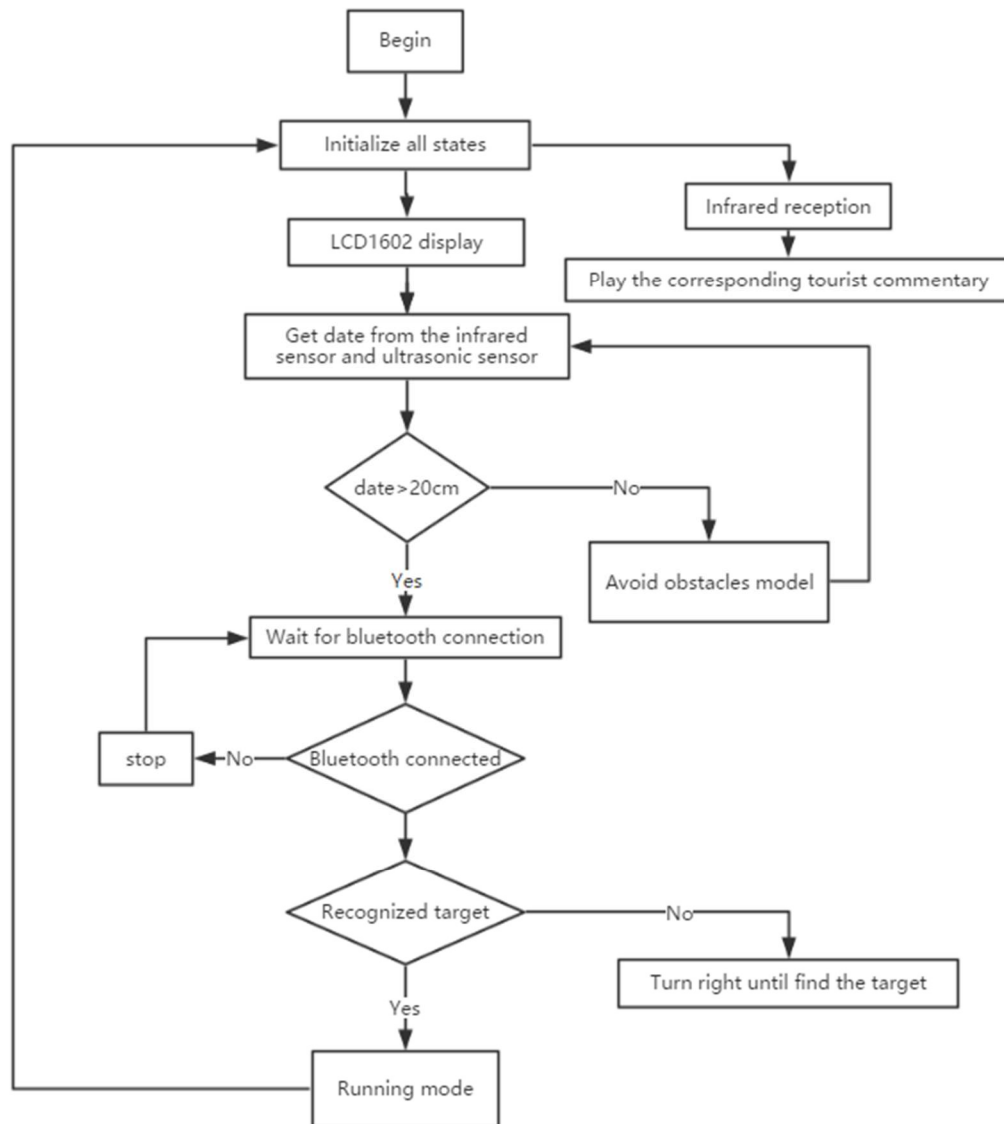 Begin
Initialize all states
Infrared reception
LCD1602 display
Play the corresponding tourist commentary
Get date from the infrared
sensor and ultrasonic sensor
date>20cm
No
Avoid obstacles model
Yes
Wait for bluetooth connection
stop
No
Bluetooth connected
Recognized target
No
Turn right until find the target
Yes
Running mode